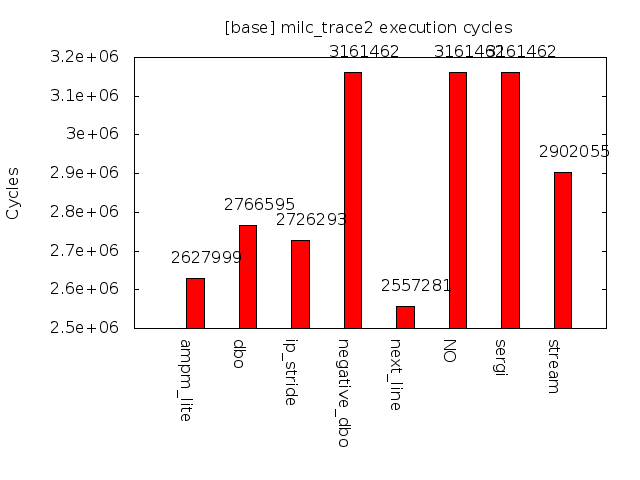 [base] milc_trace2 execution cycles
3.2e+06
3.1e+06
3e+06
2.9e+06
2.8e+06
2.7e+06
2.6e+06
2.5e+06
Cycles
2627999
2766595
2726293
3161462
2557281
3161462
3161462
2902055
ampm_lite
dbo
ip_stride
negative_dbo
next_line
NO
sergi
stream